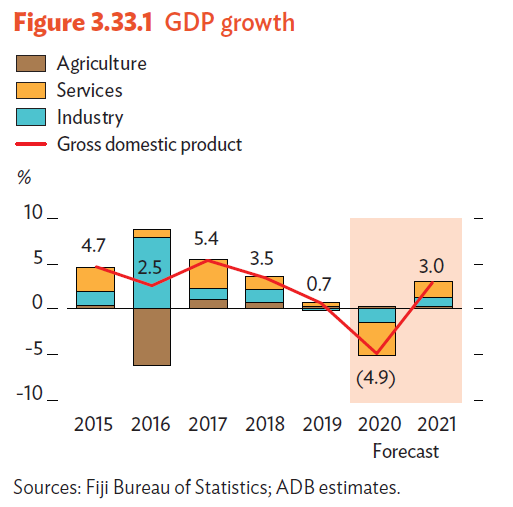 Figure 3.33.1 GDP growth
Agriculture
Services
Industry
Gross domestic product
%
10
5
0
-5
-10
4.7
2.5
5.4
3.5
0.7
(4.9)
3.0
2015 2016 2017 2018 2019 2020 2021
Forecast
Sources: Fiji Bureau of Statistics; ADB estimates.